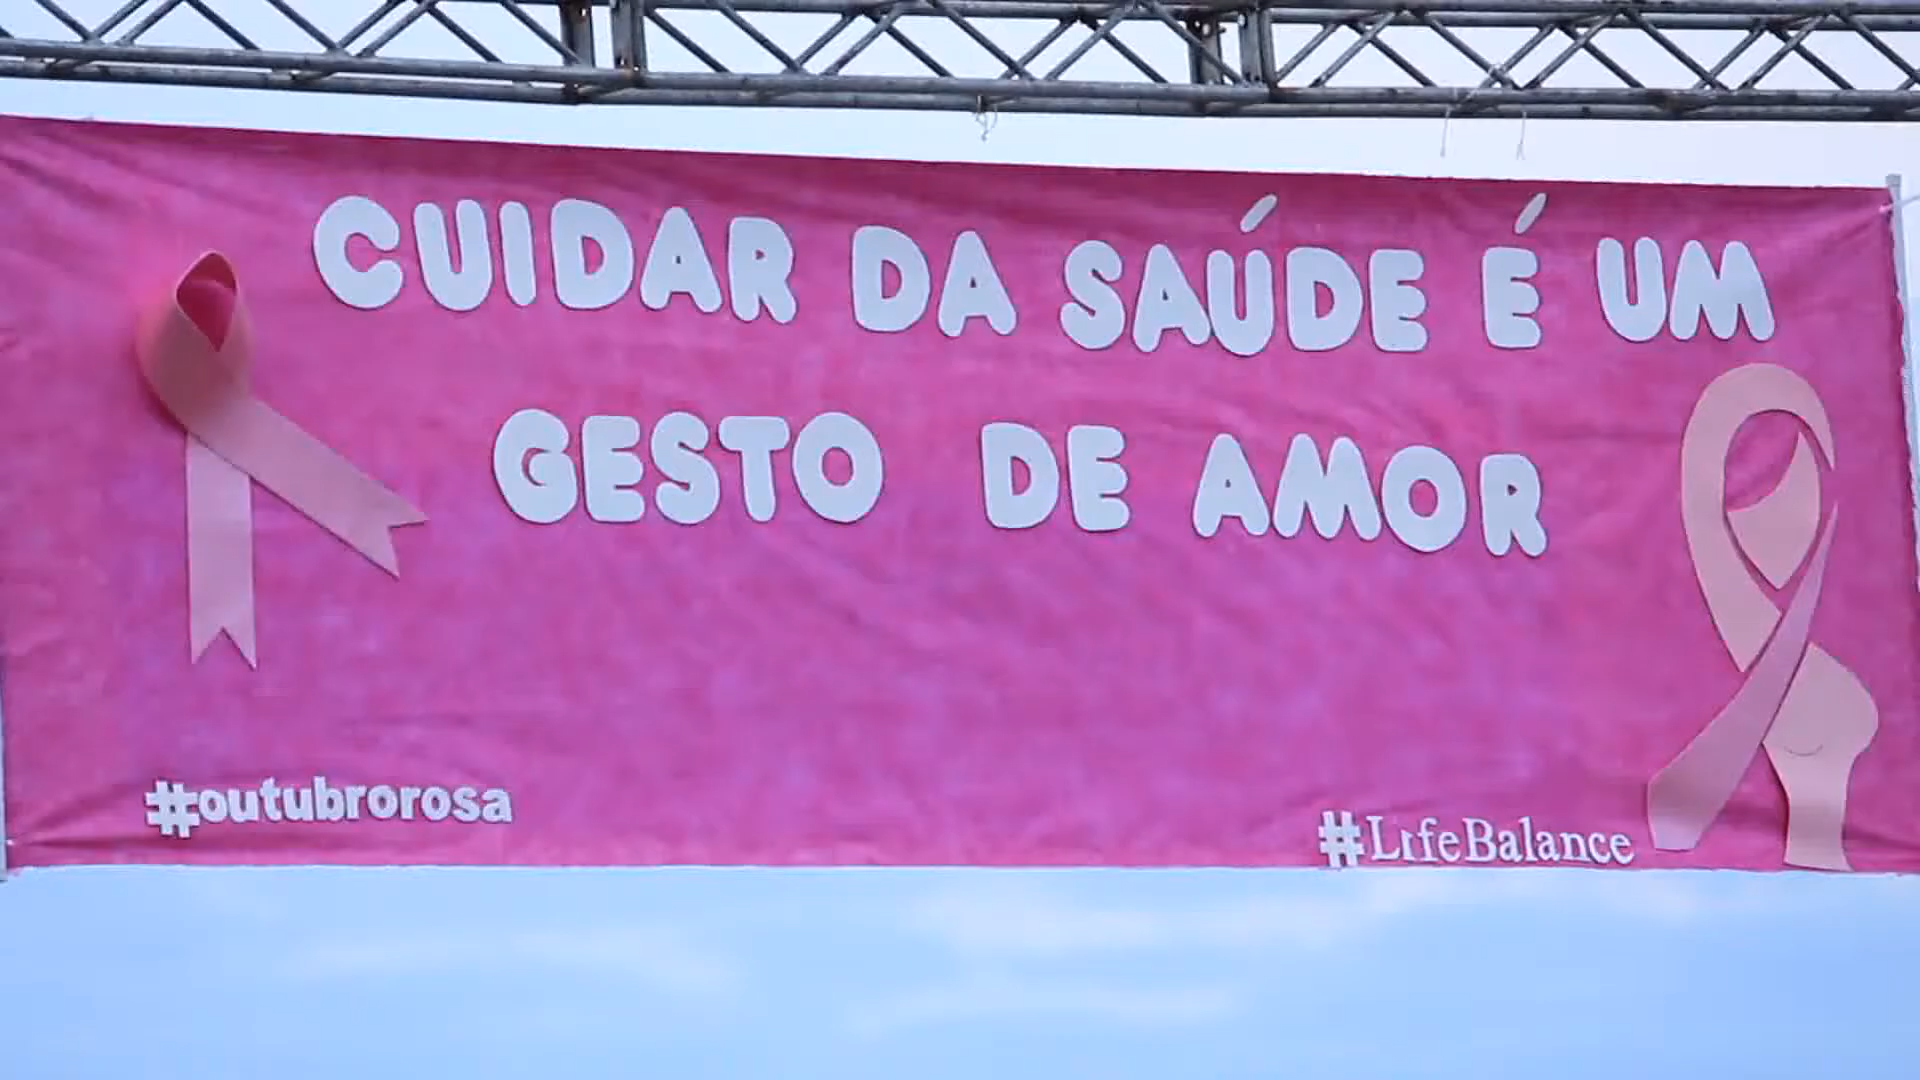 CUIDAR DA SAÚDE É UM
GESTO DE AMOR
#outubrorosa
#LifeBalance